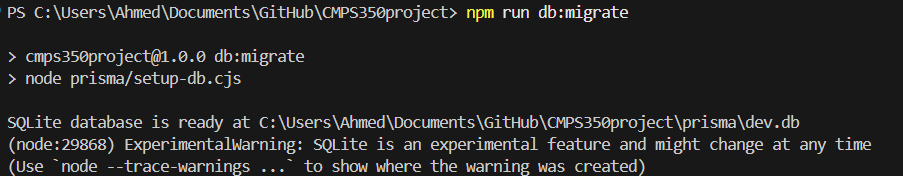 PS C:\Users\Ahmed\Documents\GitHub\CMPS350project> npm run db:migrate
> cmps350project@1.0.0 db:migrate
> node prisma/setup-db.cjs
SQLite database is ready at C:\Users\Ahmed\Documents\GitHub\CMPS350project\prisma\dev.db
(node:29868) ExperimentalWarning: SQLite is an experimental feature and might change at any time
(Use `node --trace-warnings ...` to show where the warning was created)